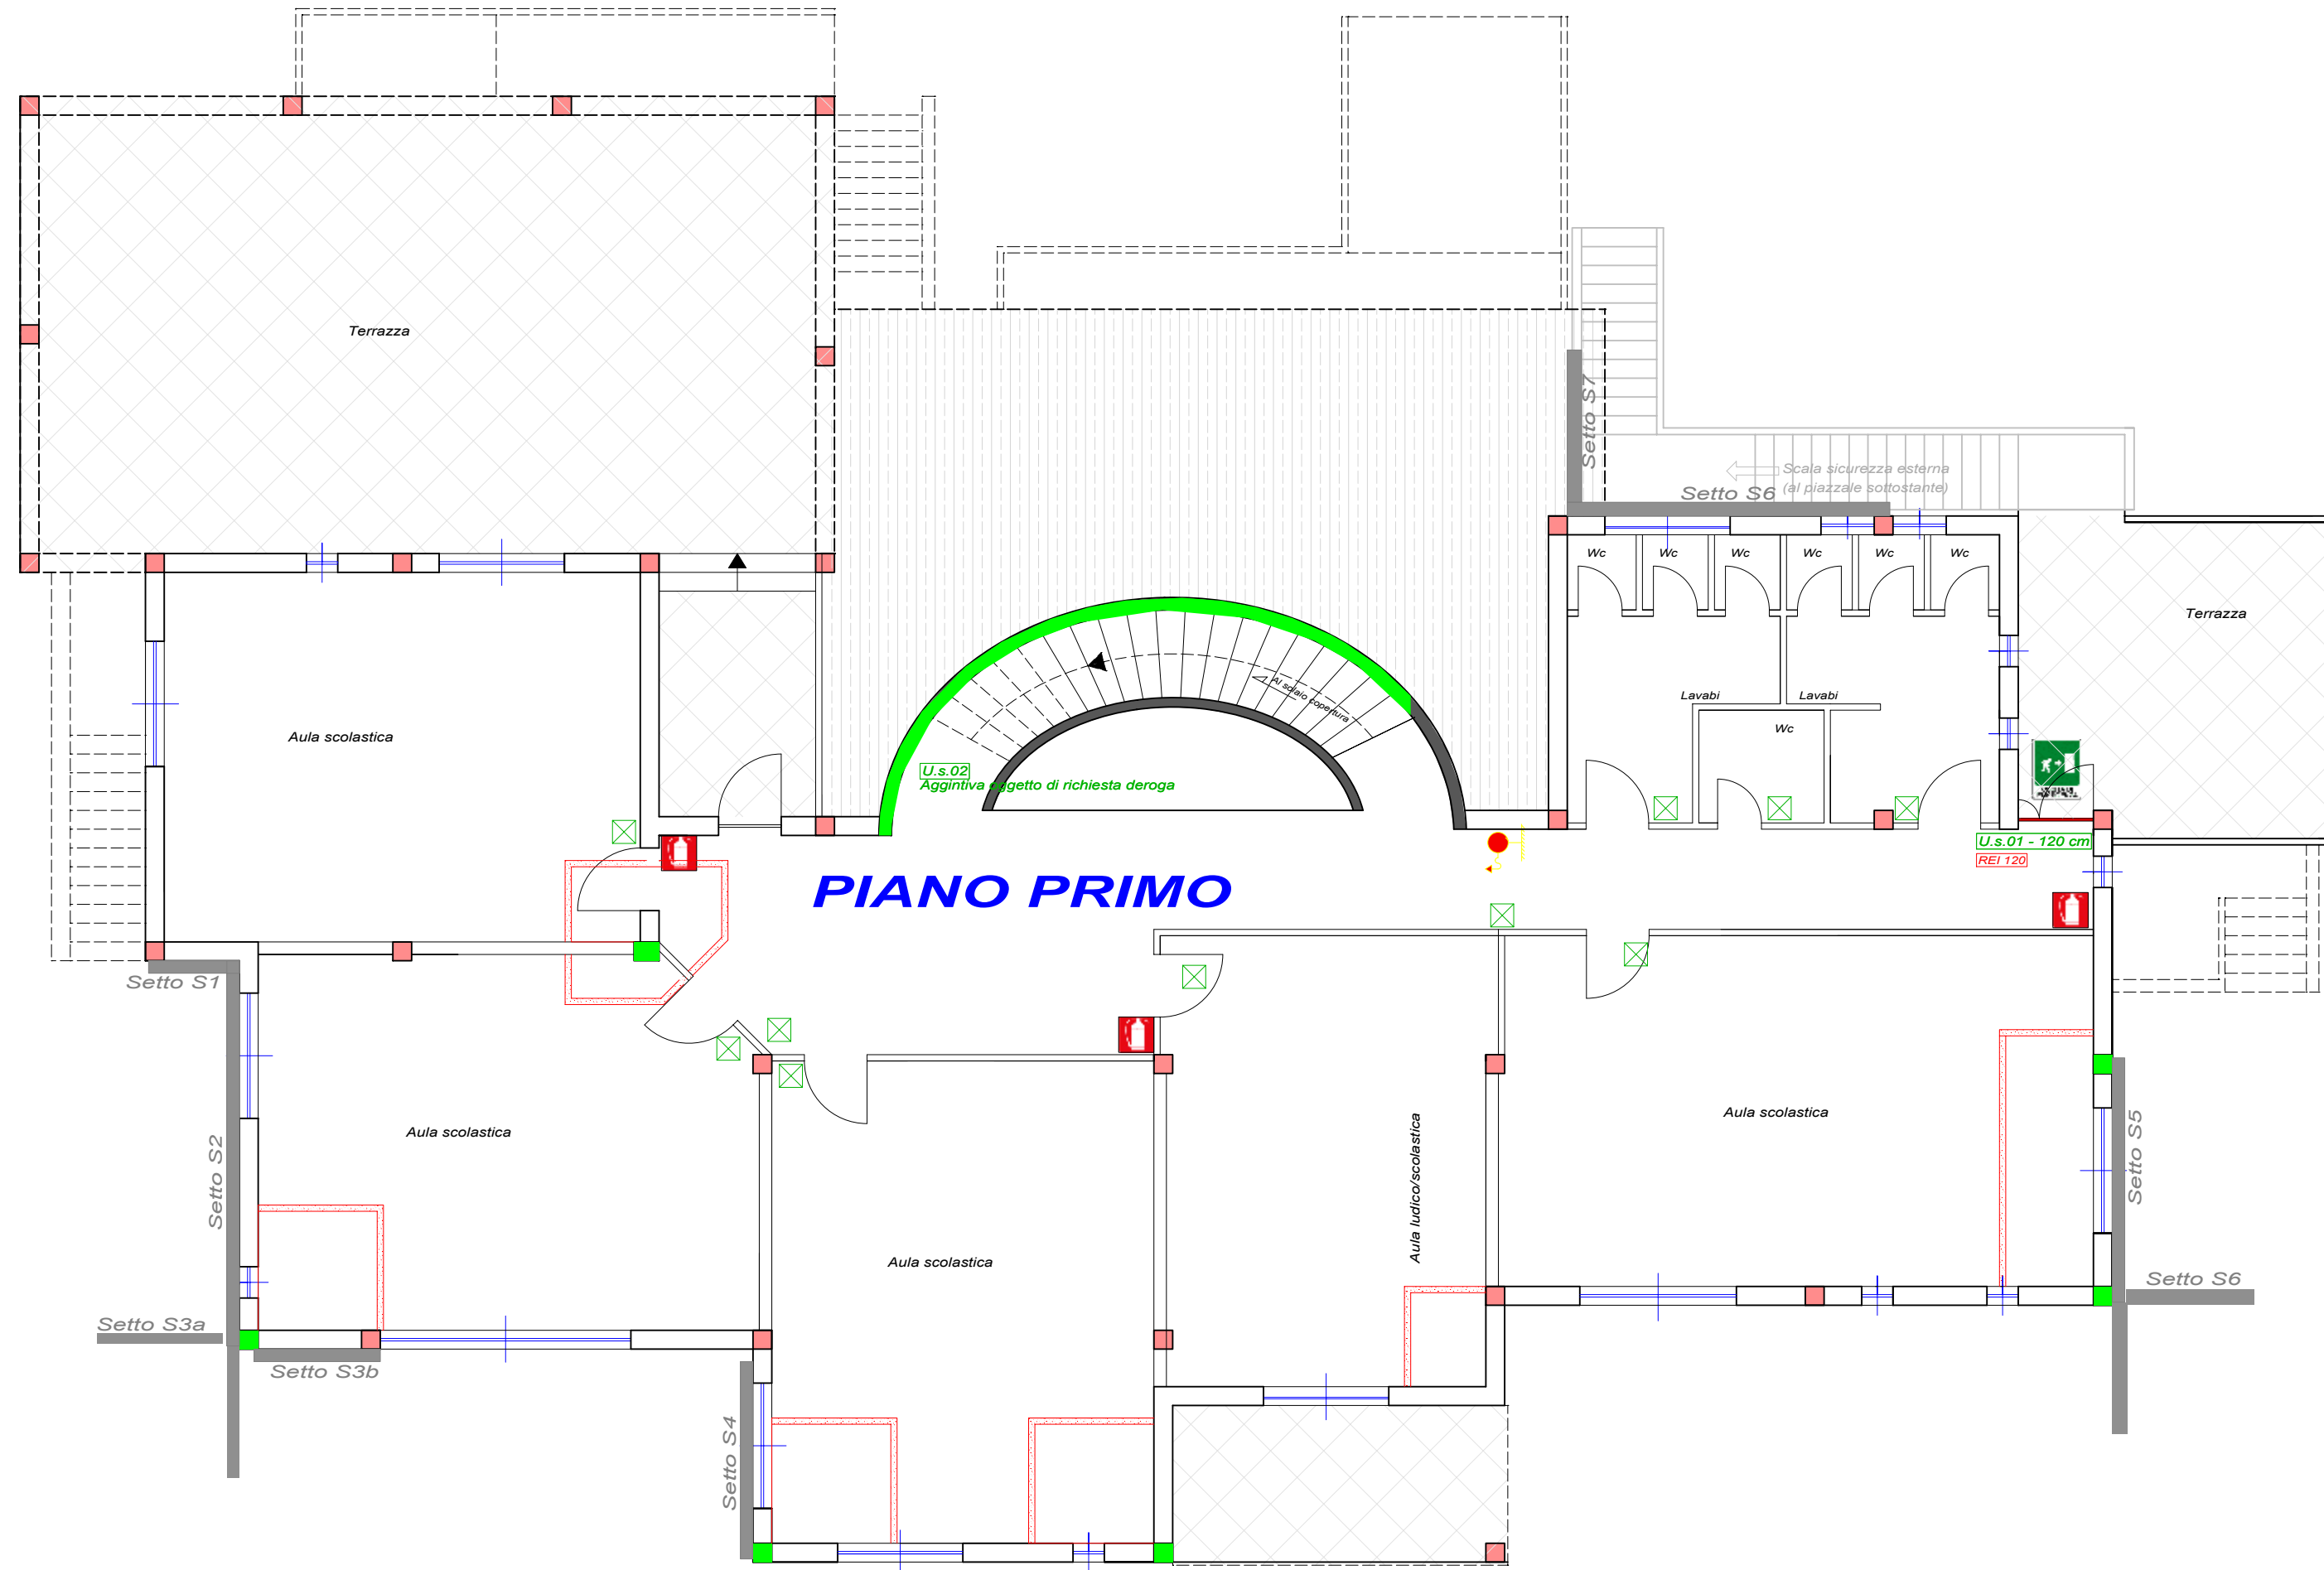 Terrazza
Setto S7
Scala sicurezza esterna
(al piazzale sottostante)
Setto S6
Wc
Wc
Wc
Wc
Wc
Wc
Terrazza
Al solaio copertura
Lavabi
Lavabi
Wc
Aula scolastica
U.s.02
Aggintiva oggetto di richiesta deroga
U.s.01 - 120 cm
REI 120
PIANO PRIMO
Setto S1
Aula scolastica
Aula scolastica
Setto S2
Setto S5
Aula ludico/scolastica
Aula scolastica
Setto S6
Setto S3a
Setto S3b
Setto S4